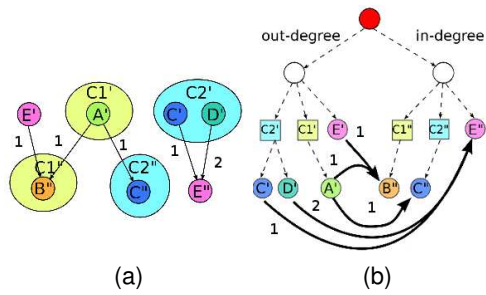 out-degree
in-degree
C1'
C2'
E'
A'
C'
D'
1
1
1
1
2
C1"
C2"
B"
C"
E"
C2'
C1'
E'
1
C1"
C2"
E"
1
C'
D'
2
A'
B"
1
C"
1
(a)
(b)